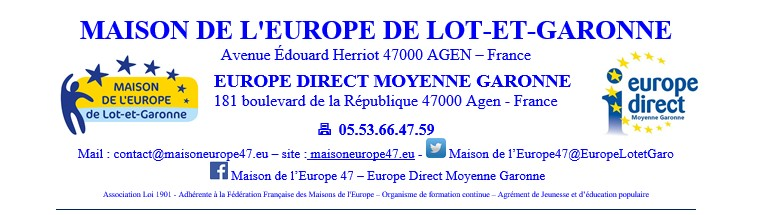 MAISON DE L'EUROPE DE LOT-ET-GARONNE
Avenue Édouard Herriot 47000 AGEN – France
MAISON
DE L'EUROPE
de Lot-et-Garonne
EUROPE DIRECT MOYENNE GARONNE
181 boulevard de la République 47000 Agen - France
europe
direct
Moyenne Garonne
05.53.66.47.59
Mail : contact@maisoneurope47.eu – site : maisoneurope47.eu - Maison de l’Europe47@EuropeLotetGaro
Maison de l’Europe 47 – Europe Direct Moyenne Garonne
Association Loi 1901 - Adhérente à la Fédération Française des Maisons de l'Europe – Organisme de formation continue – Agrément de Jeunesse et d’éducation populaire